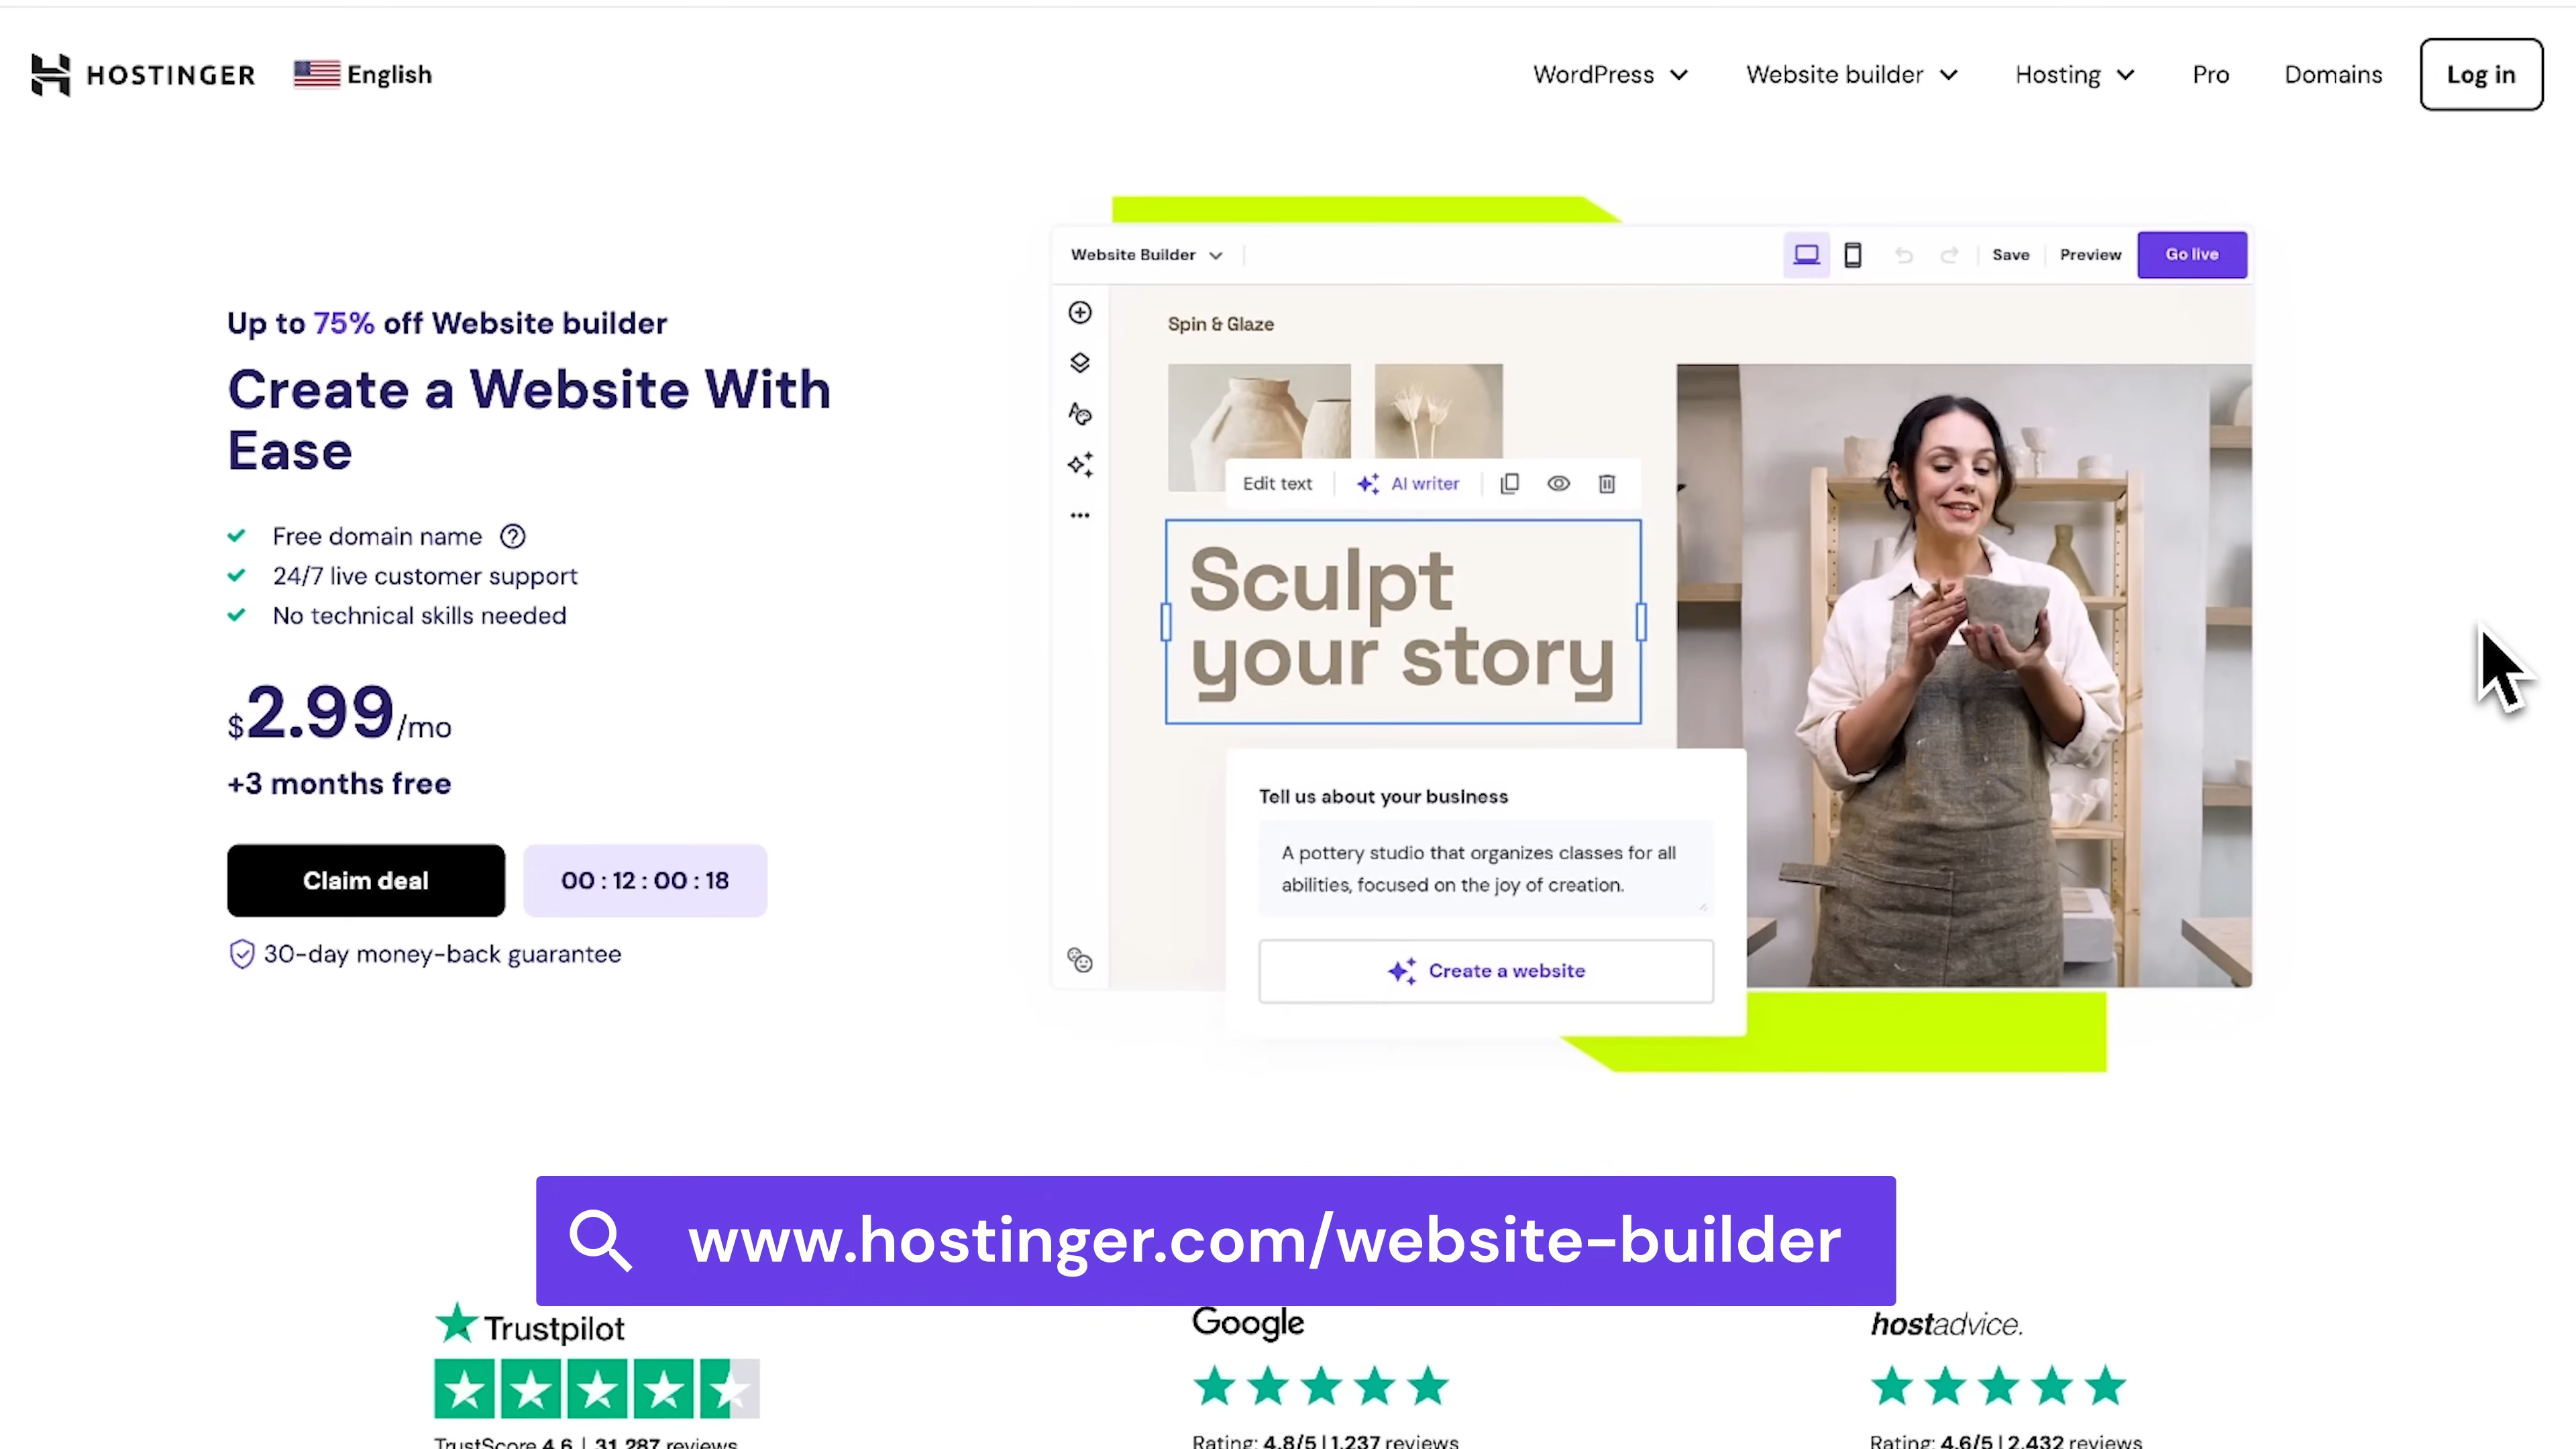 HOSTINGER
English
WordPress
Website builder
Hosting
Pro
Domains
Log in
Up to 75% off Website builder
Create a Website With
Ease
Free domain name
24/7 live customer support
No technical skills needed
$2.99/mo
+3 months free
Claim deal
00 : 12 : 00 : 18
30-day money-back guarantee
Website Builder
Save
Preview
Go live
Spin & Glaze
Edit text
AI writer
Sculpt
your story
Tell us about your business
A pottery studio that organizes classes for all
abilities, focused on the joy of creation.
Create a website
www.hostinger.com/website-builder
Trustpilot
TrustScore 4.6 | 31,287 reviews
Google
Rating: 4.8/5 | 1,237 reviews
hostadvice.
Rating: 4.6/5 | 2,432 reviews